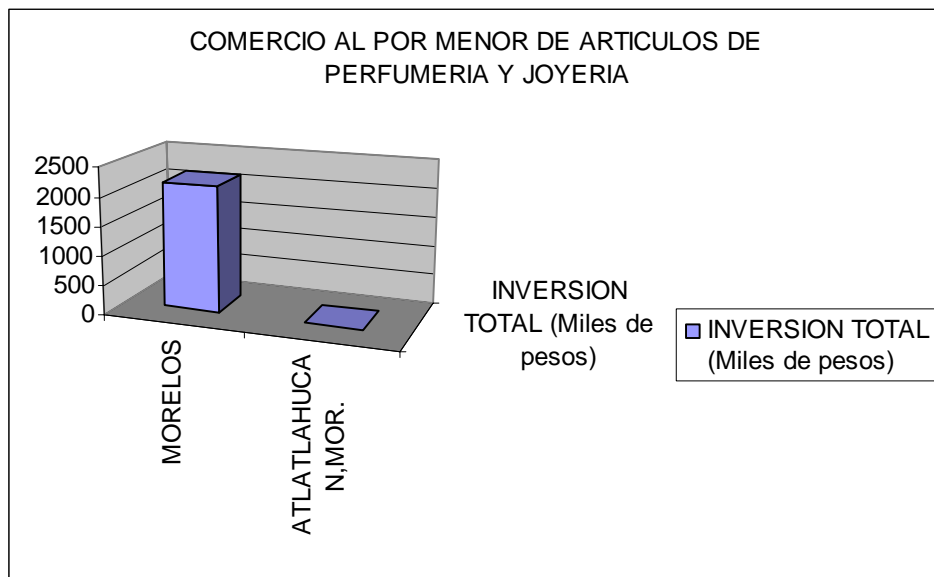 COMERCIO AL POR MENOR DE ARTICULOS DE
PERFUMERIA Y JOYERIA
2500
2000
1500
1000
500
0
MORELOS
ATLATLAHUCA
N,MOR.
INVERSION
TOTAL (Miles de
pesos)
INVERSION TOTAL
(Miles de pesos)